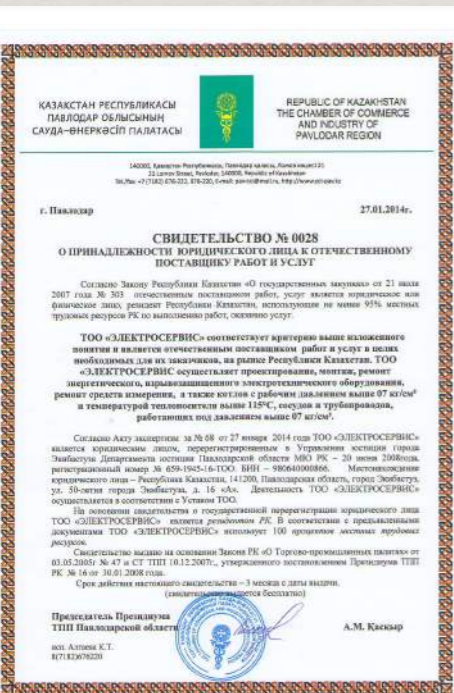 ҚАЗАҚСТАН РЕСПУБЛИКАСЫ
ПАВЛОДАР ОБЛЫСЫНЫҢ
САУДА-ӨНЕРКӘСІП ПАЛАТАСЫ
REPUBLIC OF KAZAKHSTAN
THE CHAMBER OF COMMERCE
AND INDUSTRY OF
PAVLODAR REGION
г. Павлодар
27.01.2014г.
СВИДЕТЕЛЬСТВО № 0028
О ПРИНАДЛЕЖНОСТИ ЮРИДИЧЕСКОГО ЛИЦА К ОТЕЧЕСТВЕННОМУ
ПОСТАВЩИКУ РАБОТ И УСЛУГ
Согласно Закону Республики Казахстан «О государственных закупках» от 21 июля
2007 года № 303 отечественным поставщиком работ, услуг является юридическое или
физическое лицо, резидент Республики Казахстан, использующее не менее 95% местных
трудовых ресурсов РК по выполнению работ, оказанию услуг.
ТОО «ЭЛЕКТРОСЕРВИС» соответствует критерию выше изложенного
понятия и является отечественным поставщиком работ и услуг в целях
необходимых для их заказчиков, на рынке Республики Казахстан. ТОО
«ЭЛЕКТРОСЕРВИС осуществляет проектирование, монтаж, ремонт
энергетического, взрывозащищенного электротехнического оборудования,
ремонт средств измерения, а также котлов с рабочим давлением выше 07 кг/см²
и температурой теплоносителя выше 115°С, сосудов и трубопроводов,
работающих под давлением выше 07 кг/см².
Согласно Акту экспертизы за № 68 от 27 января 2014 года ТОО «ЭЛЕКТРОСЕРВИС»
является юридическим лицом, перерегистрированным в Управлении юстиции города
Экибастуза Департамента юстиции Павлодарской области МЮ РК – 20 июня 2008года,
регистрационный номер № 659-1945-16-ТОО. БИН – 980640000866. Местонахождение
юридического лица – Республика Казахстан, 141200, Павлодарская область, город Экибастуз,
ул. 50-летия города Экибастуза, д. 16 «А». Деятельность ТОО «ЭЛЕКТРОСЕРВИС»
осуществляется в соответствии с Уставом ТОО.
На основании свидетельства о государственной перерегистрации юридического лица
ТОО «ЭЛЕКТРОСЕРВИС» является резидентом РК. В соответствии с предъявленными
документами ТОО «ЭЛЕКТРОСЕРВИС» использует 100 процентов местных трудовых
ресурсов.
Свидетельство выдано на основании Закона РК «О Торгово-промышленных палатах» от
03.05.2005г № 47 и СТ ТПП 10.12.2007г., утвержденного постановлением Президиума ТПП
РК № 16 от 30.01.2008 года.
Срок действия настоящего свидетельства – 3 месяца с даты выдачи.
(свидетельство выдается бесплатно)
Председатель Президиума
ТПП Павлодарской области
А.М. Каскыр
исп. Алтаева К.Т.
8(7182)676220